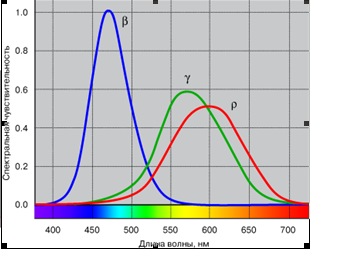 Спектральная чувствительность
1.0
0.8
0.6
0.4
0.2
0.0
β
γ
ρ
400 450 500 550 600 650 700
Длина волны, нм